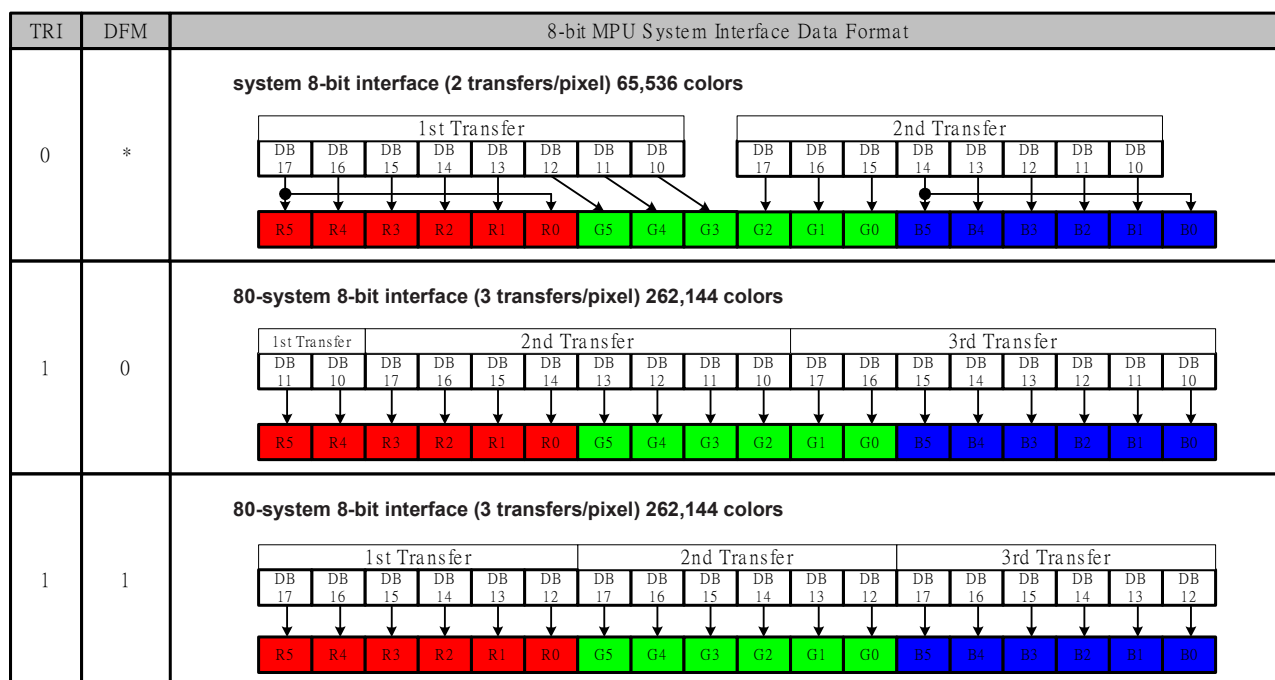 TRI DFM 8-bit MPU System Interface Data Format
0 *
system 8-bit interface (2 transfers/pixel) 65,536 colors
1st Transfer 2nd Transfer
DB DB DB DB DB DB DB DB DB DB DB DB DB DB DB DB
17 16 15 14 13 12 11 10 17 16 15 14 13 12 11 10
R5 R4 R3 R2 R1 R0 G5 G4 G3 G2 G1 G0 B5 B4 B3 B2 B1 B0
1 0
80-system 8-bit interface (3 transfers/pixel) 262,144 colors
1st Transfer 2nd Transfer 3rd Transfer
DB DB DB DB DB DB DB DB DB DB DB DB DB DB DB DB DB DB
11 10 17 16 15 14 13 12 11 10 17 16 15 14 13 12 11 10
R5 R4 R3 R2 R1 R0 G5 G4 G3 G2 G1 G0 B5 B4 B3 B2 B1 B0
1 1
80-system 8-bit interface (3 transfers/pixel) 262,144 colors
1st Transfer 2nd Transfer 3rd Transfer
DB DB DB DB DB DB DB DB DB DB DB DB DB DB DB DB DB DB
17 16 15 14 13 12 17 16 15 14 13 12 17 16 15 14 13 12
R5 R4 R3 R2 R1 R0 G5 G4 G3 G2 G1 G0 B5 B4 B3 B2 B1 B0